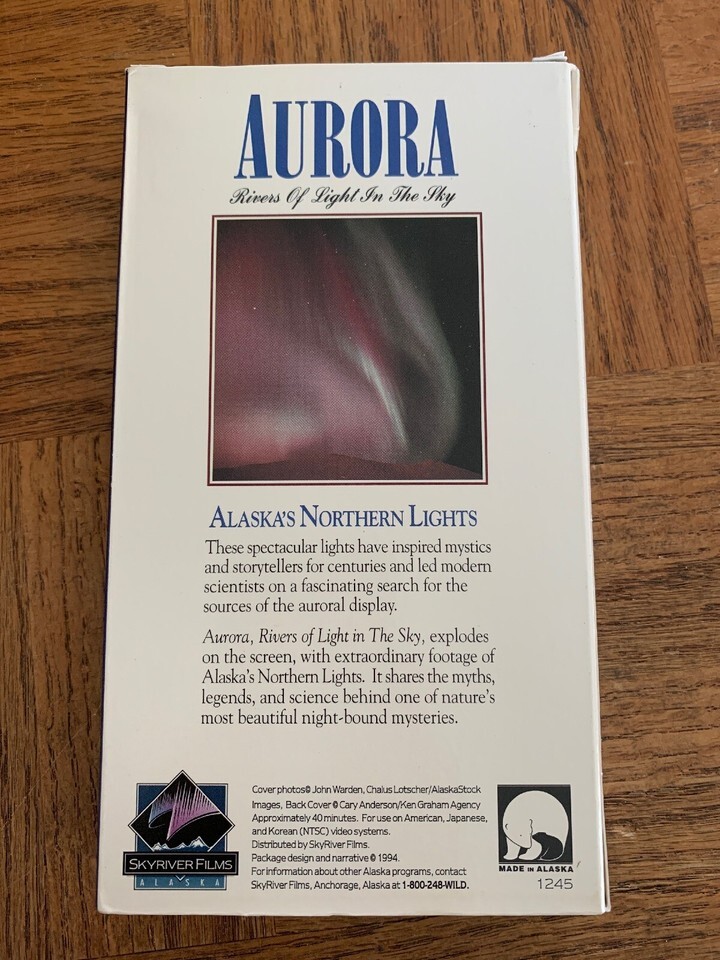 AURORA
Rivers Of Light In The Sky
ALASKA'S NORTHERN LIGHTS
These spectacular lights have inspired mystics
and storytellers for centuries and led modern
scientists on a fascinating search for the
sources of the auroral display.
Aurora, Rivers of Light in The Sky, explodes
on the screen, with extraordinary footage of
Alaska's Northern Lights. It shares the myths,
legends, and science behind one of nature's
most beautiful night-bound mysteries.
Cover photos© John Warden, Chalus Lotscher/AlaskaStock
Images, Back Cover © Cary Anderson/Ken Graham Agency
Approximately 40 minutes. For use on American, Japanese,
and Korean (NTSC) video systems.
Distributed by SkyRiver Films.
Package design and narrative © 1994.
For information about other Alaska programs, contact
SkyRiver Films, Anchorage, Alaska at 1-800-248-WILD.
SKYRIVER FILMS
ALASKA
MADE IN ALASKA
1245